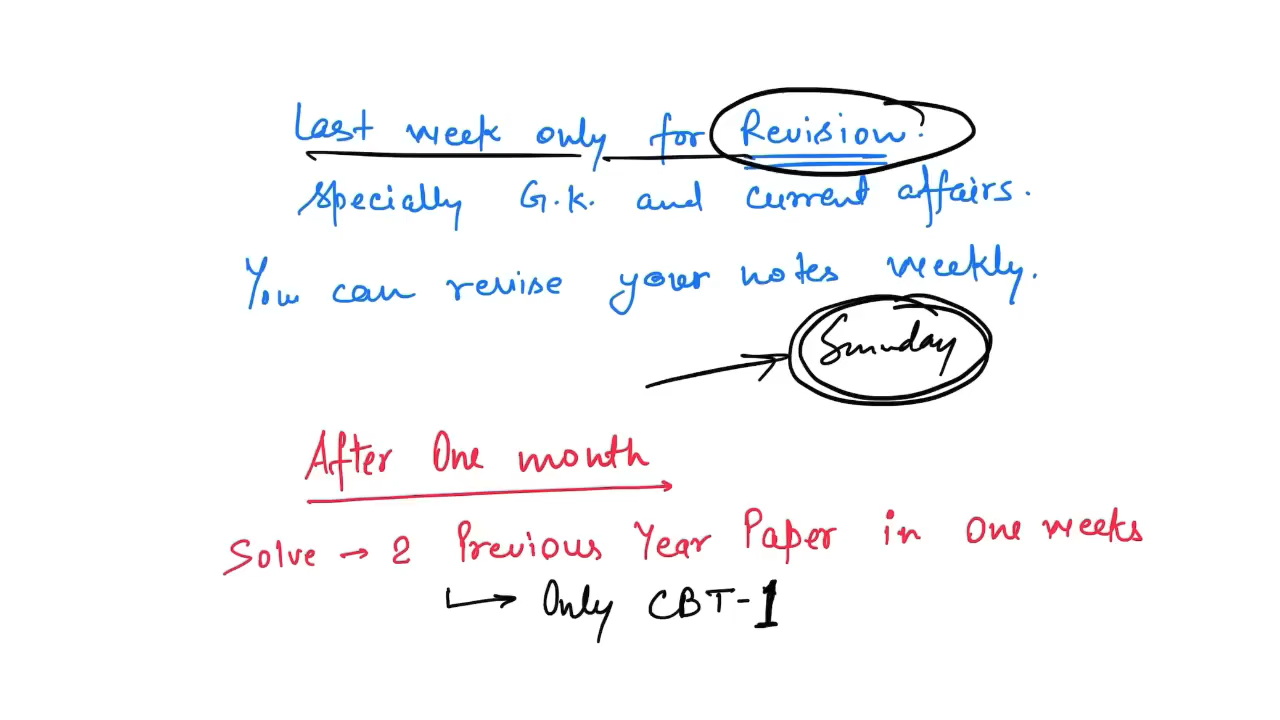 Last week only for Revision.
specially G.K. and current affairs.
You can revise your notes weekly.
Sunday
After One month
Solve → 2 Previous Year Paper in one weeks
↳ Only CBT-1